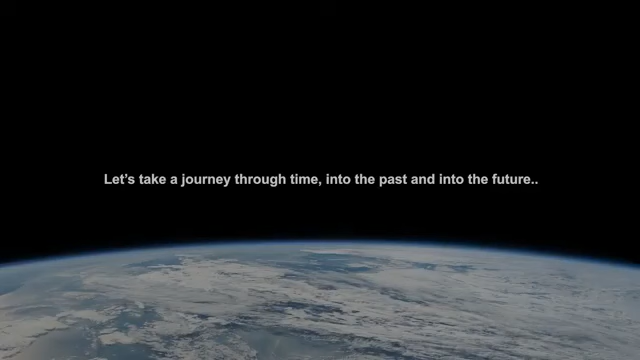 Let's take a journey through time, into the past and into the future..